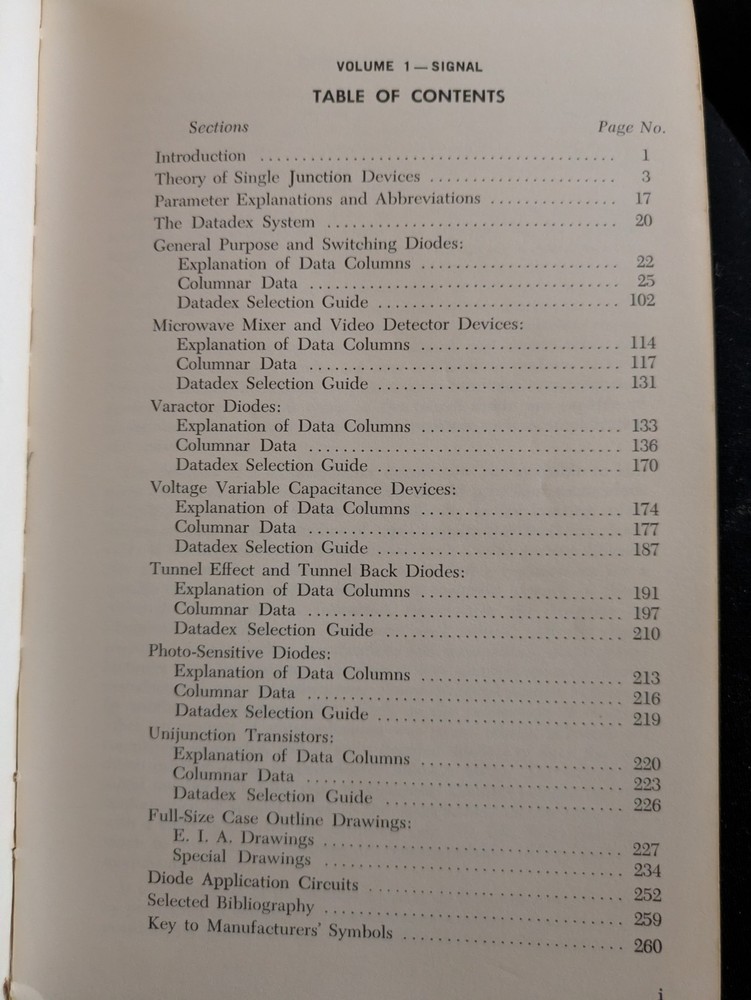 VOLUME 1 — SIGNAL
TABLE OF CONTENTS
Sections Page No.
Introduction ........................................ 1
Theory of Single Junction Devices ...................... 3
Parameter Explanations and Abbreviations ............... 17
The Datadex System .................................. 20
General Purpose and Switching Diodes:
Explanation of Data Columns ........................ 22
Columnar Data .................................... 25
Datadex Selection Guide ............................ 102
Microwave Mixer and Video Detector Devices:
Explanation of Data Columns ........................ 114
Columnar Data .................................... 117
Datadex Selection Guide ............................ 131
Varactor Diodes:
Explanation of Data Columns ........................ 133
Columnar Data .................................... 136
Datadex Selection Guide ............................ 170
Voltage Variable Capacitance Devices:
Explanation of Data Columns ........................ 174
Columnar Data .................................... 177
Datadex Selection Guide ............................ 187
Tunnel Effect and Tunnel Back Diodes:
Explanation of Data Columns ........................ 191
Columnar Data .................................... 197
Datadex Selection Guide ............................ 210
Photo-Sensitive Diodes:
Explanation of Data Columns ........................ 213
Columnar Data .................................... 216
Datadex Selection Guide ............................ 219
Unijunction Transistors:
Explanation of Data Columns ........................ 220
Columnar Data .................................... 223
Datadex Selection Guide ............................ 226
Full-Size Case Outline Drawings:
E. I. A. Drawings .................................. 227
Special Drawings .................................. 234
Diode Application Circuits ............................ 252
Selected Bibliography ................................ 259
Key to Manufacturers' Symbols ........................ 260
i